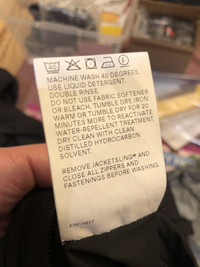 MACHINE WASH 40 DEGREES.
USE LIQUID DETERGENT.
DOUBLE RINSE.
DO NOT USE FABRIC SOFTENER
OR BLEACH. TUMBLE DRY, IRON
WARM OR TUMBLE DRY FOR 20
MINUTES MORE, TO REACTIVATE
WATER-REPELLENT TREATMENT.
DRY CLEAN WITH CLEAN
DISTILLED HYDROCARBON
SOLVENT.
REMOVE JACKETSLING* AND
CLOSE ALL ZIPPERS AND
FASTENINGS BEFORE WASHING.